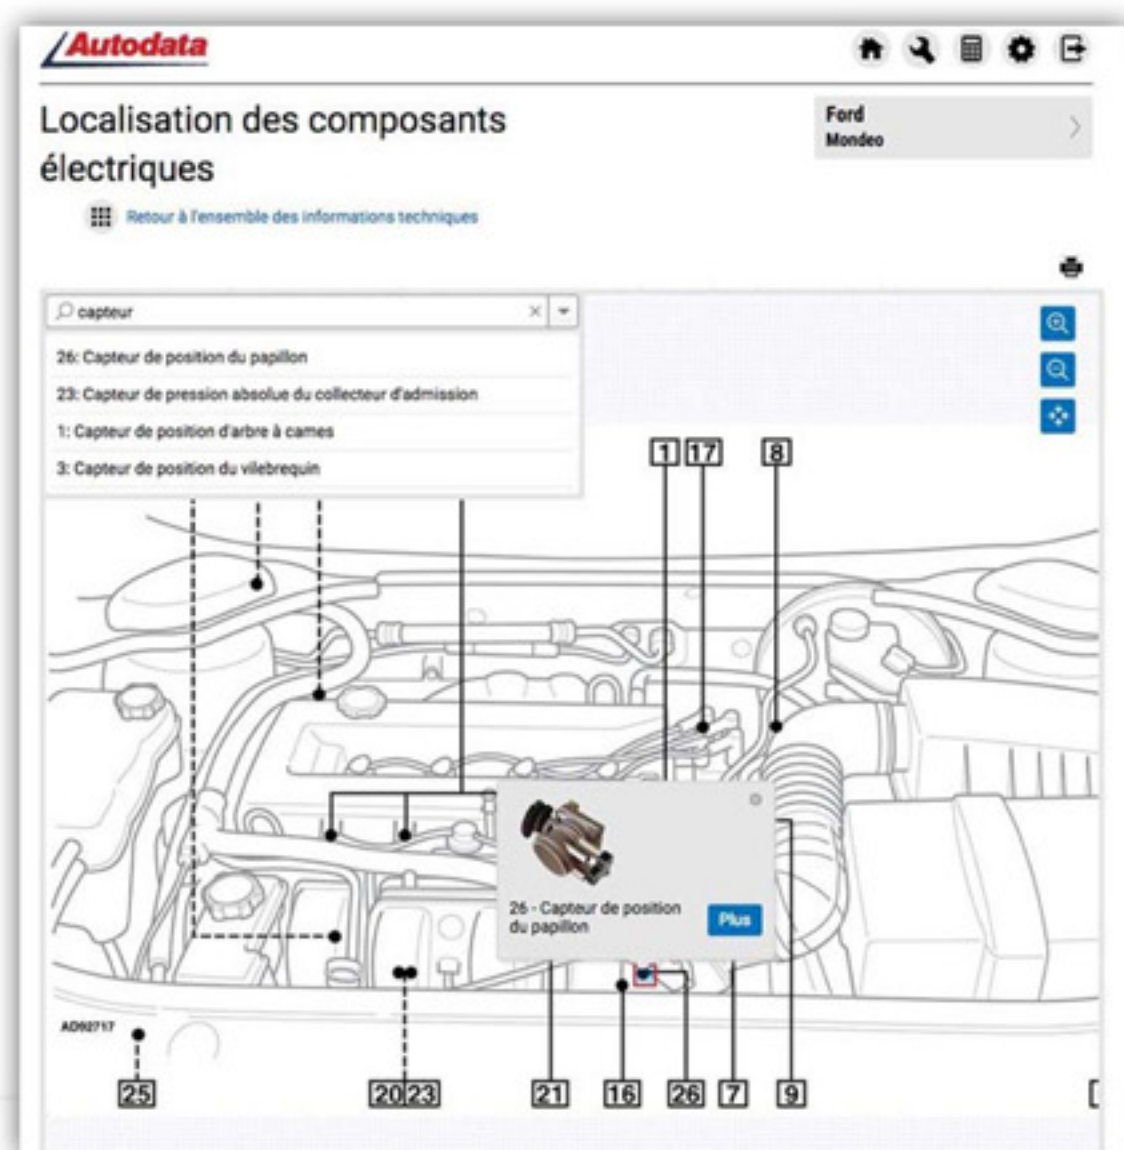 Autodata
Localisation des composants
électriques
Ford
Mondeo
Retour à l'ensemble des informations techniques
capteur
26: Capteur de position du papillon
23: Capteur de pression absolue du collecteur d'admission
1: Capteur de position d'arbre à cames
3: Capteur de position du vilebrequin
1 17 8
26 - Capteur de position
du papillon
Plus
AD92717
25 20 23 21 16 26 7 9